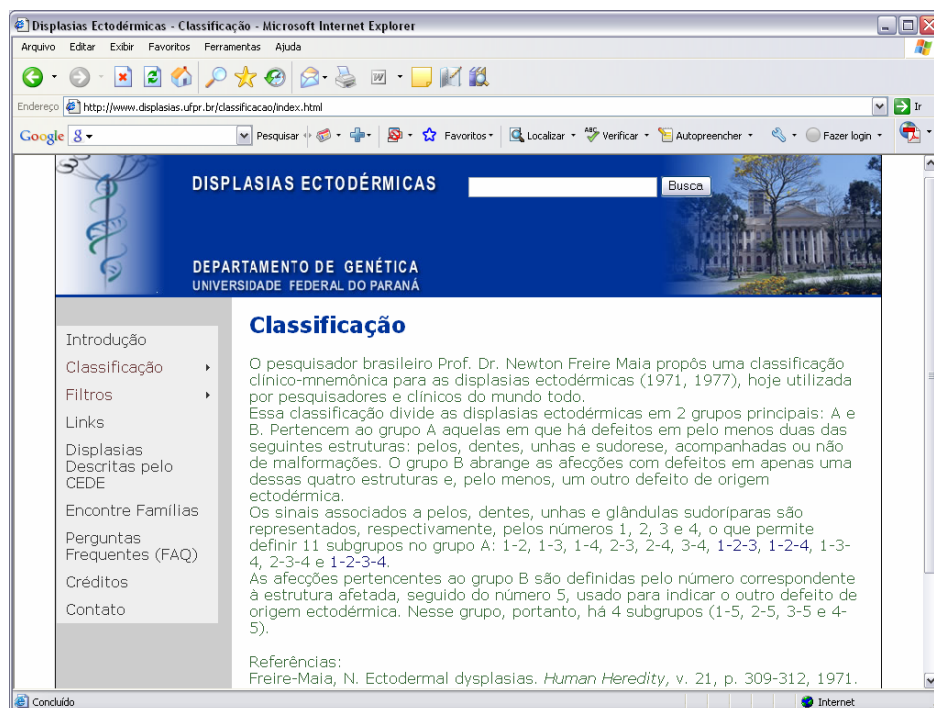 Displasias Ectodérmicas - Classificação - Microsoft Internet Explorer
Arquivo Editar Exibir Favoritos Ferramentas Ajuda
Endereço http://www.displasias.ufpr.br/classificacao/index.html Ir
Google Pesquisar Favoritos Localizar Verificar Autopreencher Fazer login
DISPLASIAS ECTODÉRMICAS Busca
DEPARTAMENTO DE GENÉTICA
UNIVERSIDADE FEDERAL DO PARANÁ
Introdução
Classificação
Filtros
Links
Displasias
Descritas pelo
CEDE
Encontre Famílias
Perguntas
Frequentes (FAQ)
Créditos
Contato
Classificação
O pesquisador brasileiro Prof. Dr. Newton Freire Maia propôs uma classificação
clínico-mnemônica para as displasias ectodérmicas (1971, 1977), hoje utilizada
por pesquisadores e clínicos do mundo todo.
Essa classificação divide as displasias ectodérmicas em 2 grupos principais: A e
B. Pertencem ao grupo A aquelas em que há defeitos em pelo menos duas das
seguintes estruturas: pelos, dentes, unhas e sudorese, acompanhadas ou não
de malformações. O grupo B abrange as afecções com defeitos em apenas uma
dessas quatro estruturas e, pelo menos, um outro defeito de origem
ectodérmica.
Os sinais associados a pelos, dentes, unhas e glândulas sudoríparas são
representados, respectivamente, pelos números 1, 2, 3 e 4, o que permite
definir 11 subgrupos no grupo A: 1-2, 1-3, 1-4, 2-3, 2-4, 3-4, 1-2-3, 1-2-4, 1-3-
4, 2-3-4 e 1-2-3-4.
As afecções pertencentes ao grupo B são definidas pelo número correspondente
à estrutura afetada, seguido do número 5, usado para indicar o outro defeito de
origem ectodérmica. Nesse grupo, portanto, há 4 subgrupos (1-5, 2-5, 3-5 e 4-
5).
Referências:
Freire-Maia, N. Ectodermal dysplasias. Human Heredity, v. 21, p. 309-312, 1971.
Concluído Internet